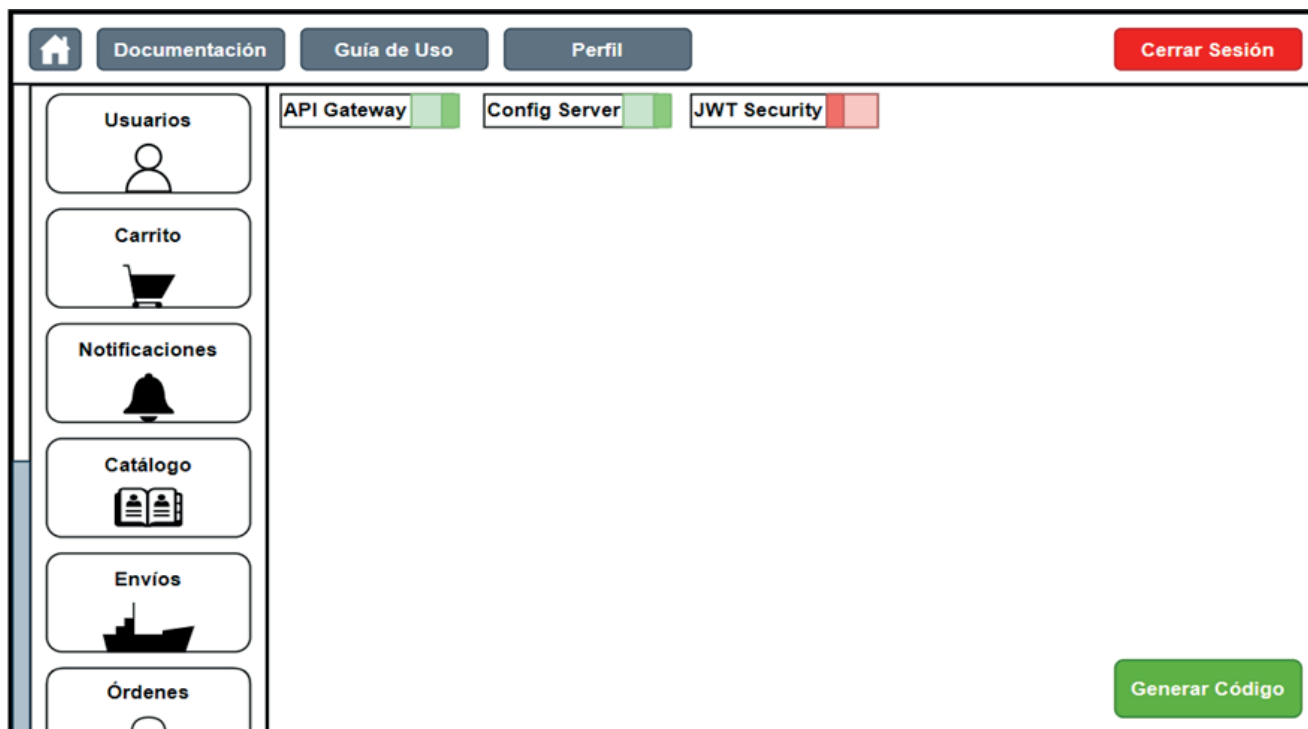 Documentación
Guía de Uso
Perfil
Cerrar Sesión
Usuarios
Carrito
Notificaciones
Catálogo
Envíos
Órdenes
API Gateway
Config Server
JWT Security
Generar Código